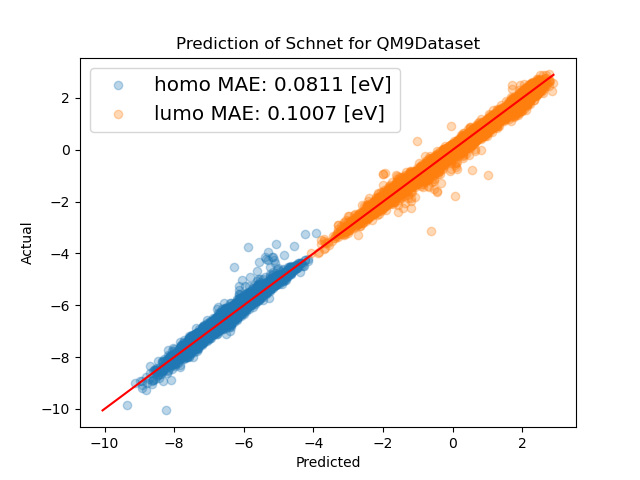 Prediction of Schnet for QM9Dataset
homo MAE: 0.0811 [eV]
lumo MAE: 0.1007 [eV]
Actual
2
0
−2
−4
−6
−8
−10
−10 −8 −6 −4 −2 0 2
Predicted